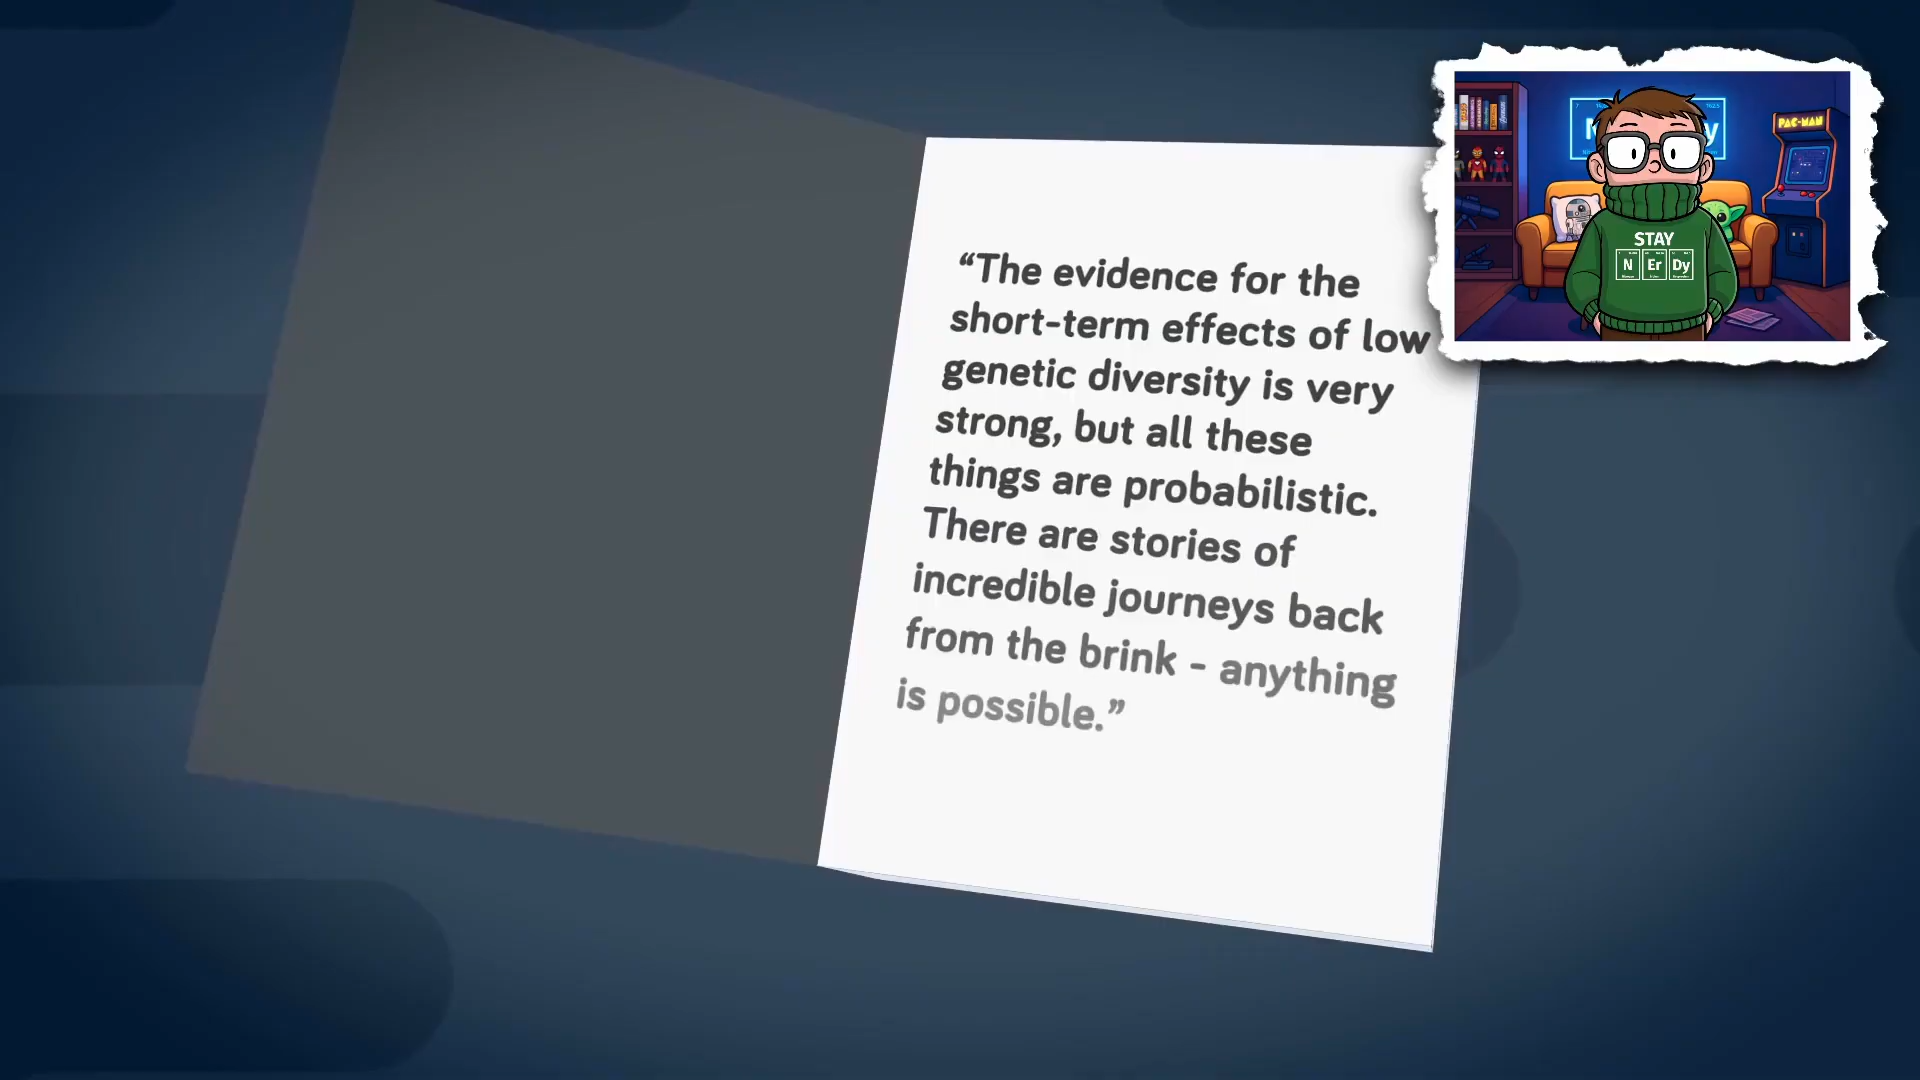 “The evidence for the
short-term effects of low
genetic diversity is very
strong, but all these
things are probabilistic.
There are stories of
incredible journeys back
from the brink - anything
is possible.”
PAC-MAN
STAY
N Er Dy